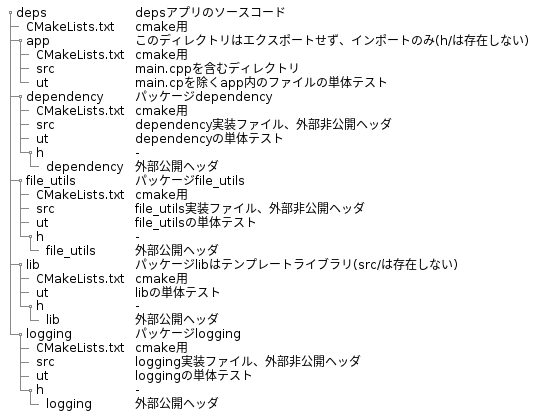 deps depsアプリのソースコード
CMakeLists.txt cmake用
app このディレクトリはエクスポートせず、インポートのみ(h/は存在しない)
CMakeLists.txt cmake用
src main.cppを含むディレクトリ
ut main.cpを除くapp内のファイルの単体テスト
dependency パッケージdependency
CMakeLists.txt cmake用
src dependency実装ファイル、外部非公開ヘッダ
ut dependencyの単体テスト
h -
dependency 外部公開ヘッダ
file_utils パッケージfile_utils
CMakeLists.txt cmake用
src file_utils実装ファイル、外部非公開ヘッダ
ut file_utilsの単体テスト
h -
file_utils 外部公開ヘッダ
lib パッケージlibはテンプレートライブラリ(src/は存在しない)
CMakeLists.txt cmake用
ut libの単体テスト
h -
lib 外部公開ヘッダ
logging パッケージlogging
CMakeLists.txt cmake用
src logging実装ファイル、外部非公開ヘッダ
ut loggingの単体テスト
h -
logging 外部公開ヘッダ